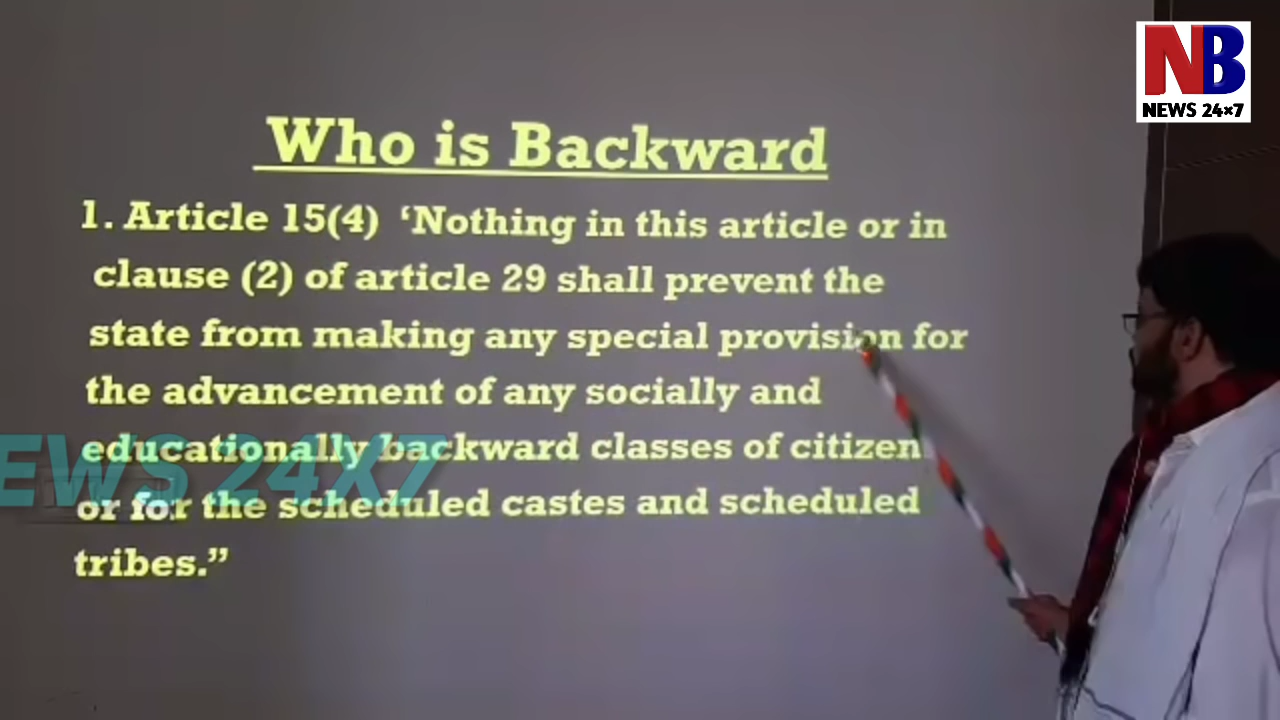 NB
NEWS 24×7
Who is Backward
1. Article 15(4) ‘Nothing in this article or in
clause (2) of article 29 shall prevent the
state from making any special provision for
the advancement of any socially and
educationally backward classes of citizen
or for the scheduled castes and scheduled
tribes.”
EWS 24X7